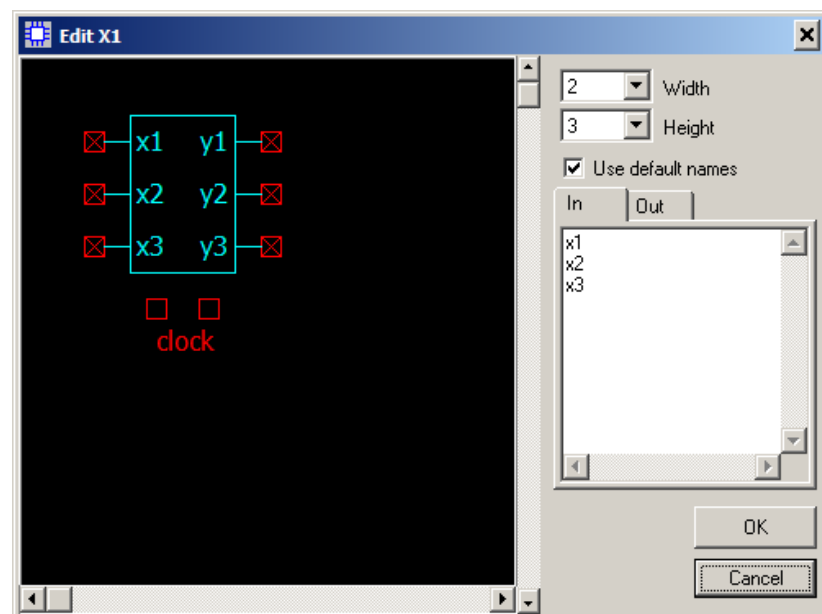 Edit X1
x1 y1
x2 y2
x3 y3
clock
2 Width
3 Height
Use default names
In Out
x1
x2
x3
OK
Cancel